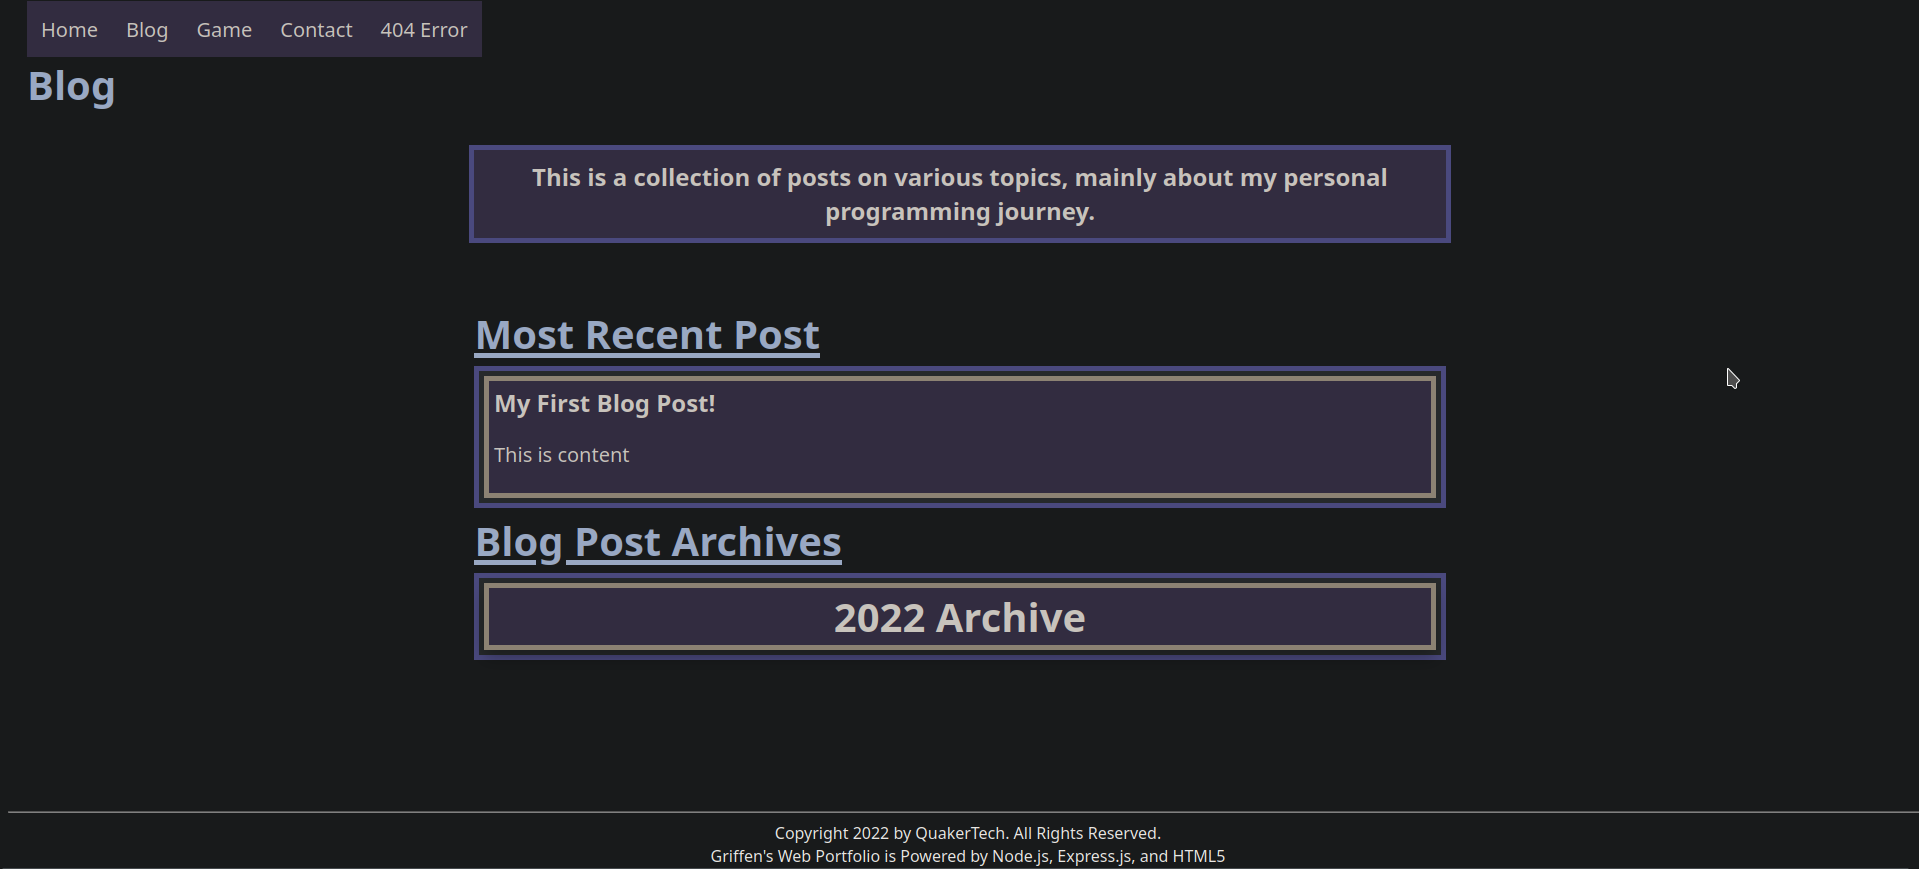 Home Blog Game Contact 404 Error
Blog
This is a collection of posts on various topics, mainly about my personal
programming journey.
Most Recent Post
My First Blog Post!
This is content
Blog Post Archives
2022 Archive
Copyright 2022 by QuakerTech. All Rights Reserved.
Griffen's Web Portfolio is Powered by Node.js, Express.js, and HTML5